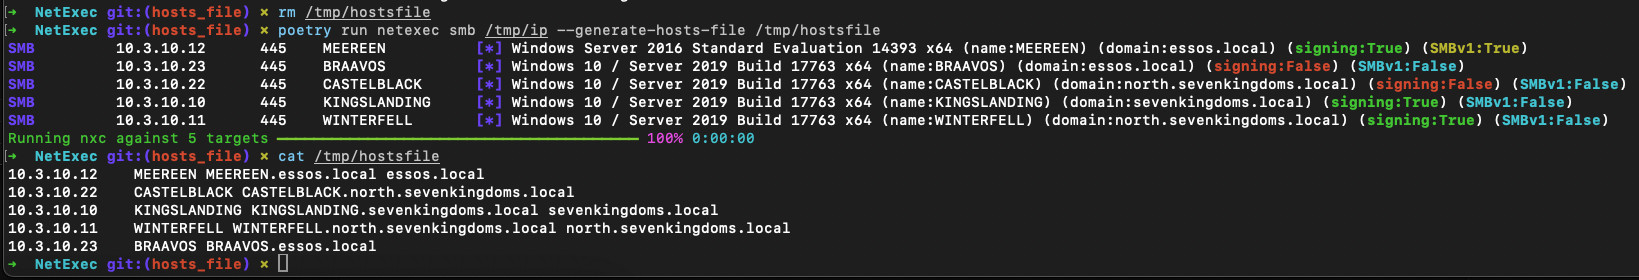 [➜  NetExec git:(hosts_file) × rm /tmp/hostsfile
[➜  NetExec git:(hosts_file) × poetry run netexec smb /tmp/ip --generate-hosts-file /tmp/hostsfile
SMB         10.3.10.12      445    MEEREEN          [*] Windows Server 2016 Standard Evaluation 14393 x64 (name:MEEREEN) (domain:essos.local) (signing:True) (SMBv1:True)
SMB         10.3.10.23      445    BRAAVOS          [*] Windows 10 / Server 2019 Build 17763 x64 (name:BRAAVOS) (domain:essos.local) (signing:False) (SMBv1:False)
SMB         10.3.10.22      445    CASTELBLACK      [*] Windows 10 / Server 2019 Build 17763 x64 (name:CASTELBLACK) (domain:north.sevenkingdoms.local) (signing:False) (SMBv1:False)
SMB         10.3.10.10      445    KINGSLANDING     [*] Windows 10 / Server 2019 Build 17763 x64 (name:KINGSLANDING) (domain:sevenkingdoms.local) (signing:True) (SMBv1:False)
SMB         10.3.10.11      445    WINTERFELL       [*] Windows 10 / Server 2019 Build 17763 x64 (name:WINTERFELL) (domain:north.sevenkingdoms.local) (signing:True) (SMBv1:False)
Running nxc against 5 targets ━━━━━━━━━━━━━━━━━━━━━━━━━━━━━━━━━━━━━━━━ 100% 0:00:00
[➜  NetExec git:(hosts_file) × cat /tmp/hostsfile
10.3.10.12    MEEREEN MEEREEN.essos.local essos.local
10.3.10.22    CASTELBLACK CASTELBLACK.north.sevenkingdoms.local
10.3.10.10    KINGSLANDING KINGSLANDING.sevenkingdoms.local sevenkingdoms.local
10.3.10.11    WINTERFELL WINTERFELL.north.sevenkingdoms.local north.sevenkingdoms.local
10.3.10.23    BRAAVOS BRAAVOS.essos.local
➜  NetExec git:(hosts_file) ×